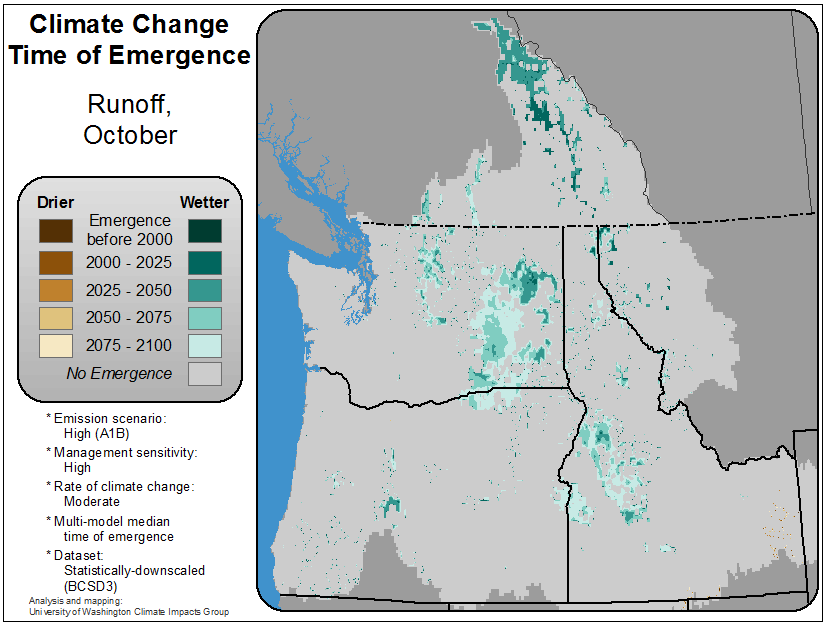 Climate Change
Time of Emergence
Runoff,
October
Drier Wetter
Emergence
before 2000
2000 - 2025
2025 - 2050
2050 - 2075
2075 - 2100
No Emergence
* Emission scenario:
High (A1B)
* Management sensitivity:
High
* Rate of climate change:
Moderate
* Multi-model median
time of emergence
* Dataset:
Statistically-downscaled
(BCSD3)
Analysis and mapping:
University of Washington Climate Impacts Group